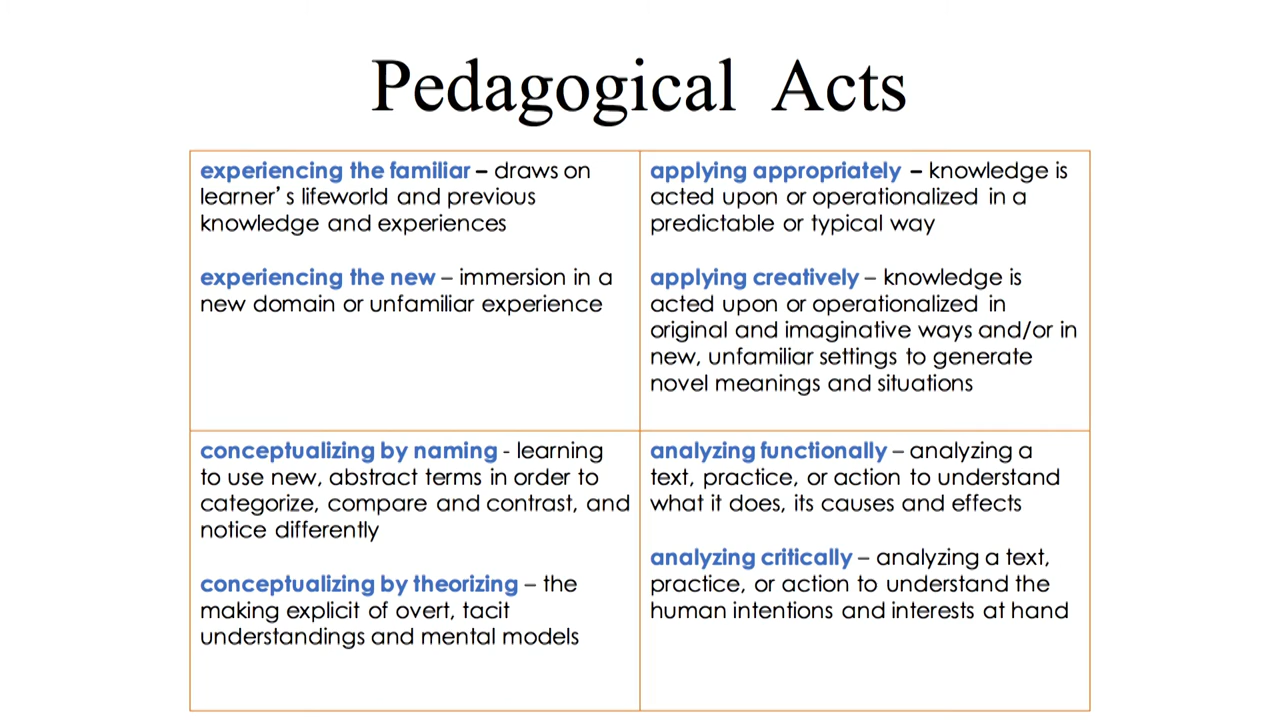 Pedagogical Acts
experiencing the familiar – draws on
learner’s lifeworld and previous
knowledge and experiences
experiencing the new – immersion in a
new domain or unfamiliar experience
applying appropriately – knowledge is
acted upon or operationalized in a
predictable or typical way
applying creatively – knowledge is
acted upon or operationalized in
original and imaginative ways and/or in
new, unfamiliar settings to generate
novel meanings and situations
conceptualizing by naming - learning
to use new, abstract terms in order to
categorize, compare and contrast, and
notice differently
conceptualizing by theorizing – the
making explicit of overt, tacit
understandings and mental models
analyzing functionally – analyzing a
text, practice, or action to understand
what it does, its causes and effects
analyzing critically – analyzing a text,
practice, or action to understand the
human intentions and interests at hand